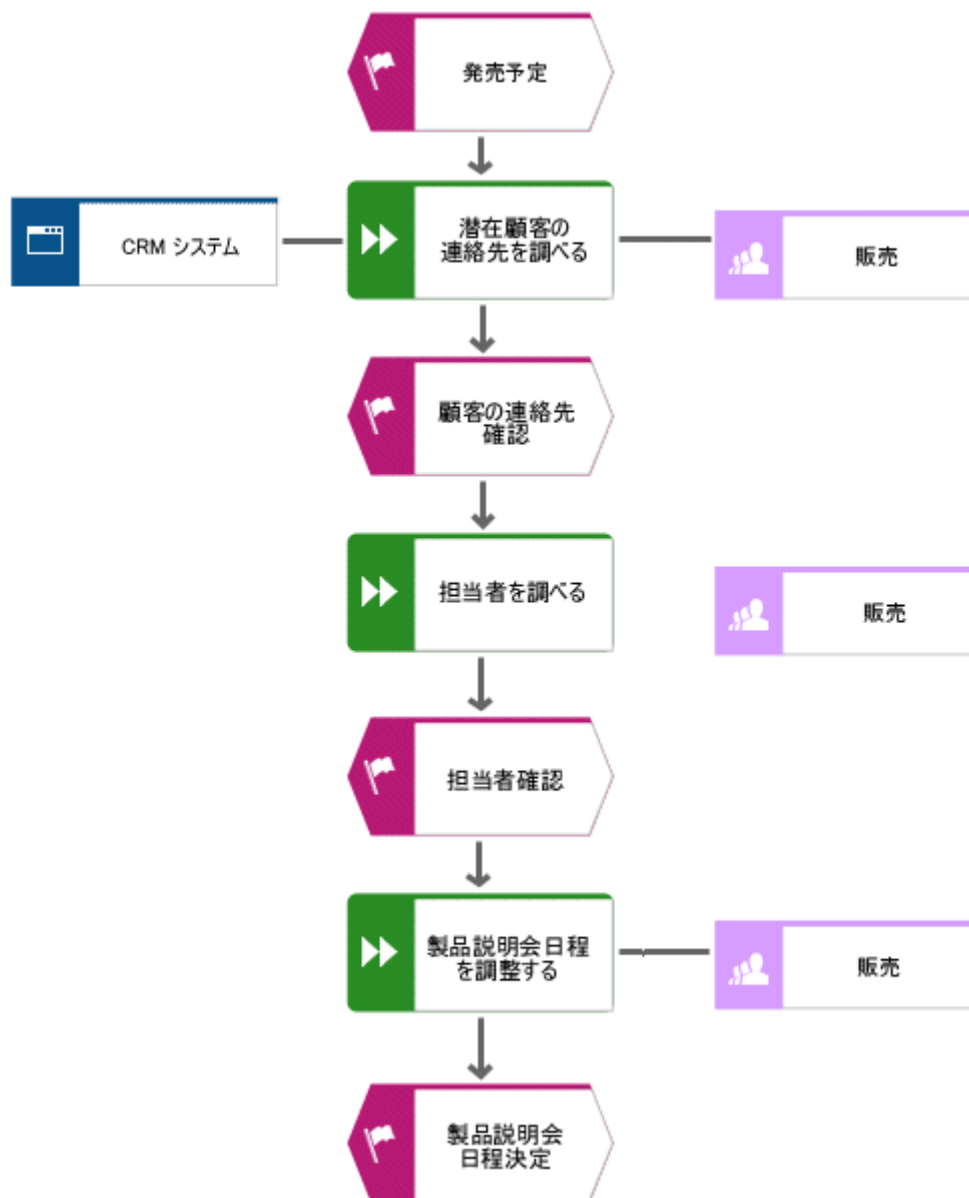 発売予定
CRM システム
潜在顧客の
連絡先を調べる
販売
顧客の連絡先
確認
担当者を調べる
販売
担当者確認
製品説明会日程
を調整する
販売
製品説明会
日程決定